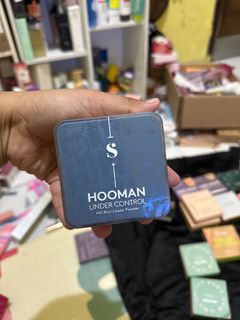 S
HOOMAN
UNDER CONTROL
HD Blur Loose Powder